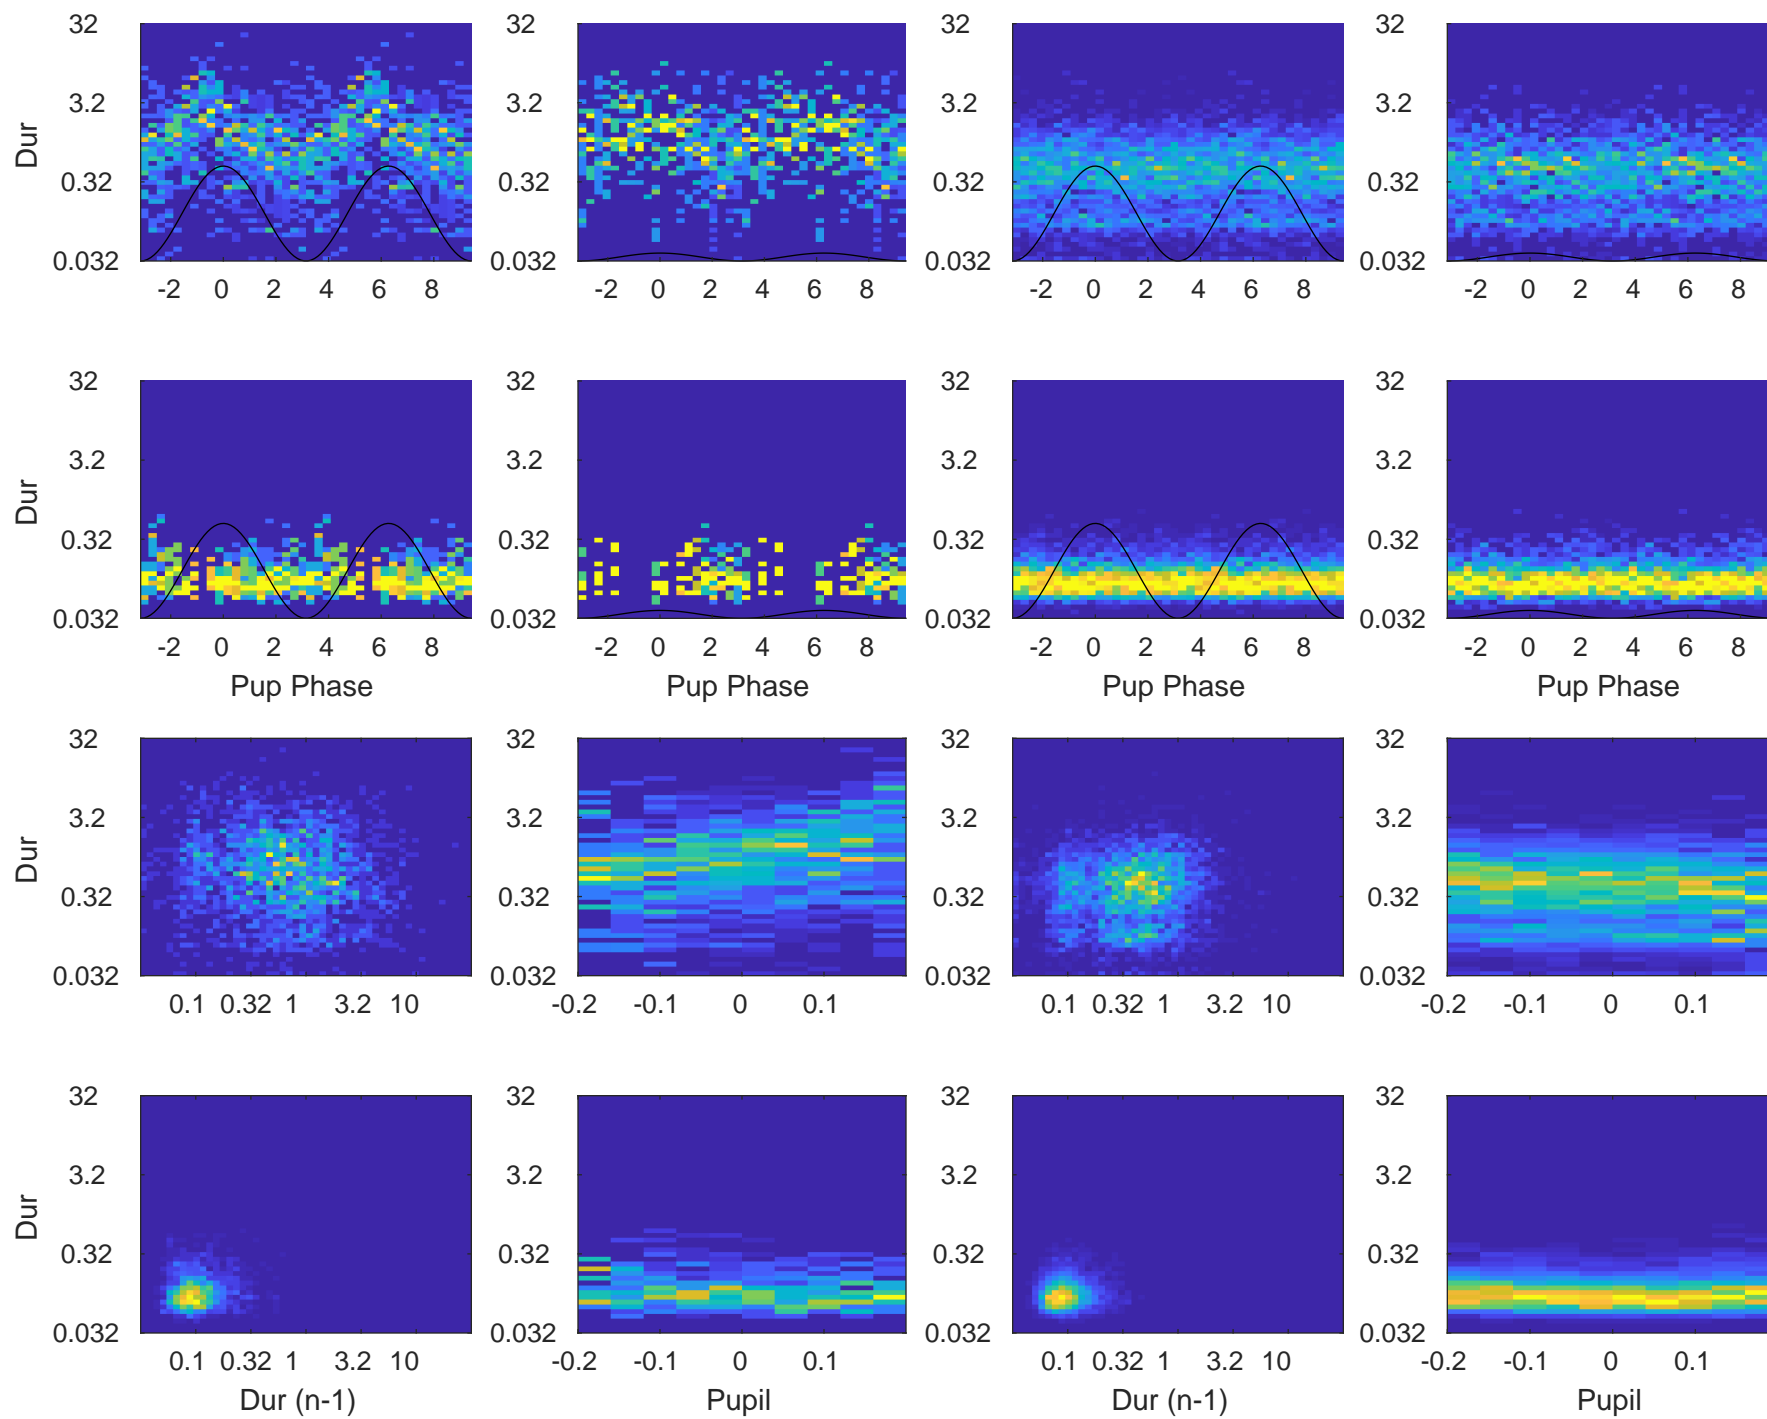 32 32 32 32
Dur 3.2 3.2 3.2 3.2
0.32 0.32 0.32 0.32
0.032 0.032 0.032 0.032
-2 0 2 4 6 8 -2 0 2 4 6 8 -2 0 2 4 6 8 -2 0 2 4 6 8
32 32 32 32
3.2 3.2 3.2 3.2
Dur 0.32 0.32 0.32 0.32
0.032 0.032 0.032 0.032
-2 0 2 4 6 8 -2 0 2 4 6 8 -2 0 2 4 6 8 -2 0 2 4 6 8
Pup Phase Pup Phase Pup Phase Pup Phase
32 32 32 32
3.2 3.2 3.2 3.2
Dur 0.32 0.32 0.32 0.32
0.032 0.032 0.032 0.032
0.1 0.32 1 3.2 10 -0.2 -0.1 0 0.1 0.1 0.32 1 3.2 10 -0.2 -0.1 0 0.1
32 32 32 32
3.2 3.2 3.2 3.2
Dur 0.32 0.32 0.32 0.32
0.032 0.032 0.032 0.032
0.1 0.32 1 3.2 10 -0.2 -0.1 0 0.1 0.1 0.32 1 3.2 10 -0.2 -0.1 0 0.1
Dur (n-1) Pupil Dur (n-1) Pupil